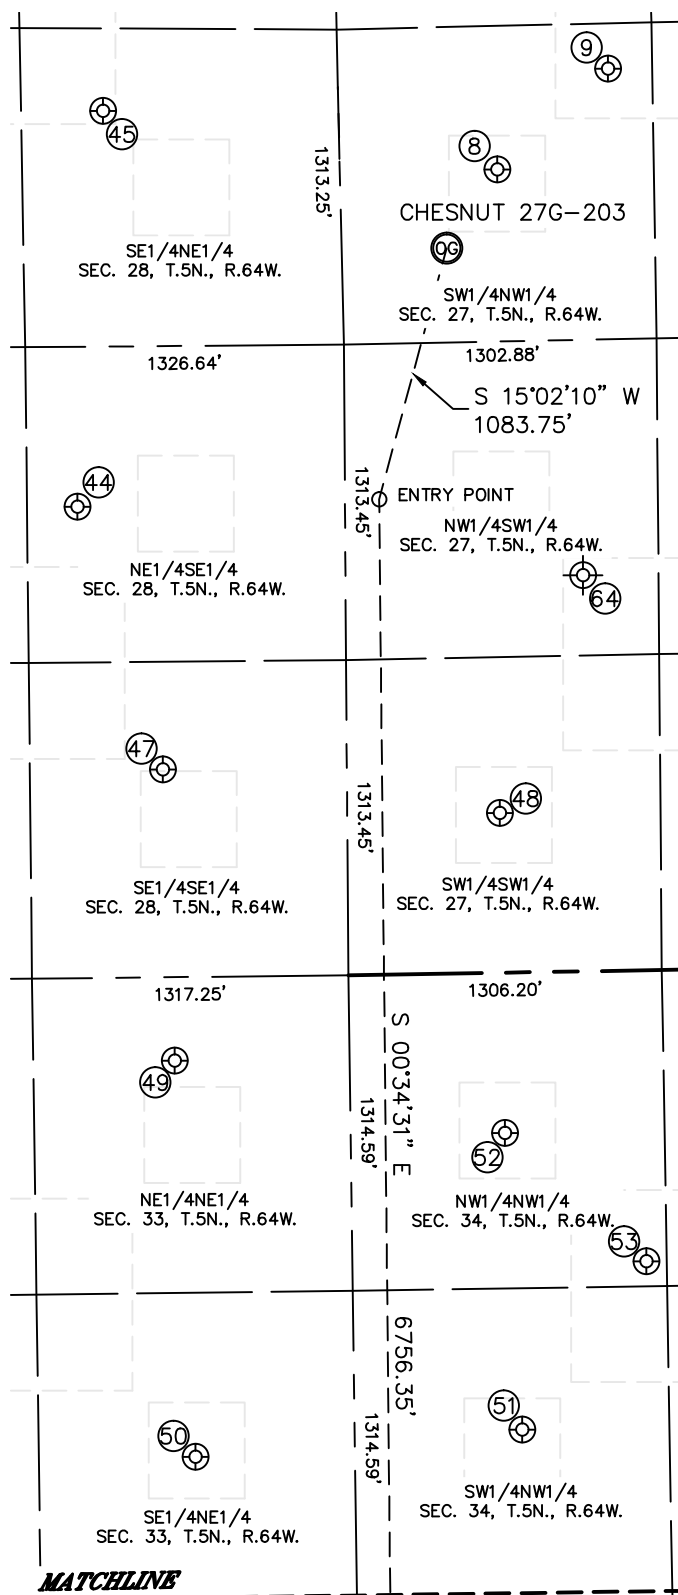 9
45
8
1313.25'
CHESNUT 27G-203
OG
SE1/4NE1/4
SEC. 28, T.5N., R.64W.
SW1/4NW1/4
SEC. 27, T.5N., R.64W.
1326.64'
1302.88'
S 15°02'10" W
1083.75'
44
1313.45'
ENTRY POINT
NW1/4SW1/4
SEC. 27, T.5N., R.64W.
NE1/4SE1/4
SEC. 28, T.5N., R.64W.
64
47
1313.45'
48
SE1/4SE1/4
SEC. 28, T.5N., R.64W.
SW1/4SW1/4
SEC. 27, T.5N., R.64W.
1317.25'
1306.20'
S 00°34'31" E
49
1314.59'
52
NE1/4NE1/4
SEC. 33, T.5N., R.64W.
NW1/4NW1/4
SEC. 34, T.5N., R.64W.
53
6756.35'
51
50
1314.59'
SW1/4NW1/4
SEC. 34, T.5N., R.64W.
SE1/4NE1/4
SEC. 33, T.5N., R.64W.
MATCHLINE